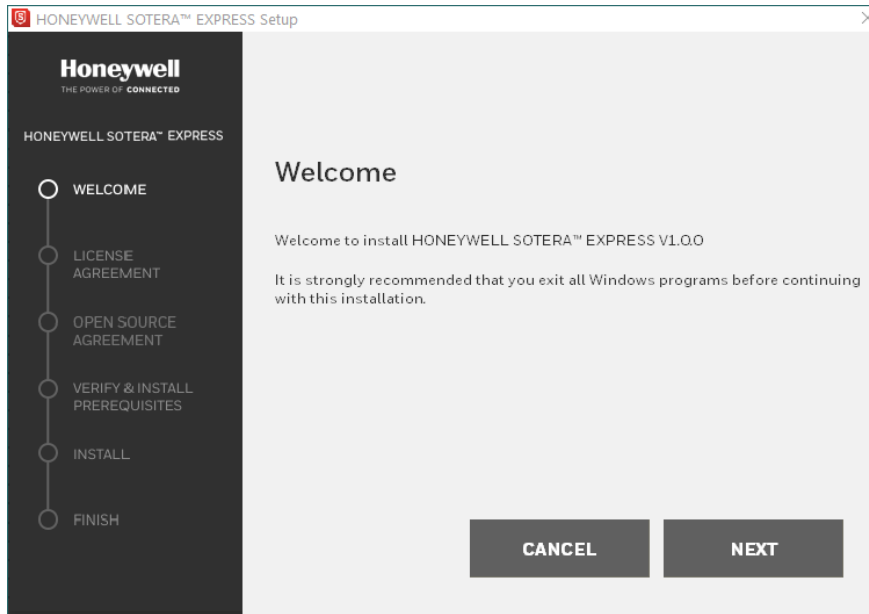 HONEYWELL SOTERA™ EXPRESS Setup
Honeywell
THE POWER OF CONNECTED
HONEYWELL SOTERA™ EXPRESS
WELCOME
LICENSE
AGREEMENT
OPEN SOURCE
AGREEMENT
VERIFY & INSTALL
PREREQUISITES
INSTALL
FINISH
Welcome
Welcome to install HONEYWELL SOTERA™ EXPRESS V1.0.0
It is strongly recommended that you exit all Windows programs before continuing
with this installation.
CANCEL
NEXT